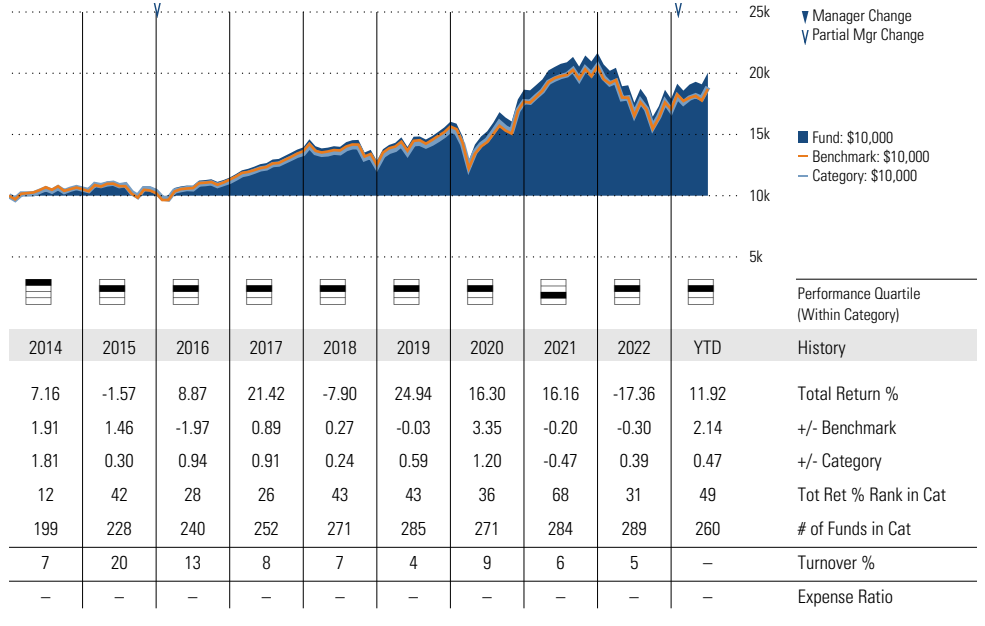 25k
Manager Change
Partial Mgr Change
20k
15k
Fund: $10,000
Benchmark: $10,000
Category: $10,000
10k
5k
Performance Quartile
(Within Category)
2014 2015 2016 2017 2018 2019 2020 2021 2022 YTD History
7.16 -1.57 8.87 21.42 -7.90 24.94 16.30 16.16 -17.36 11.92 Total Return %
1.91 1.46 -1.97 0.89 0.27 -0.03 3.35 -0.20 -0.30 2.14 +/- Benchmark
1.81 0.30 0.94 0.91 0.24 0.59 1.20 -0.47 0.39 0.47 +/- Category
12 42 28 26 43 43 36 68 31 49 Tot Ret % Rank in Cat
199 228 240 252 271 285 271 284 289 260 # of Funds in Cat
7 20 13 8 7 4 9 6 5 – Turnover %
– – – – – – – – – – Expense Ratio